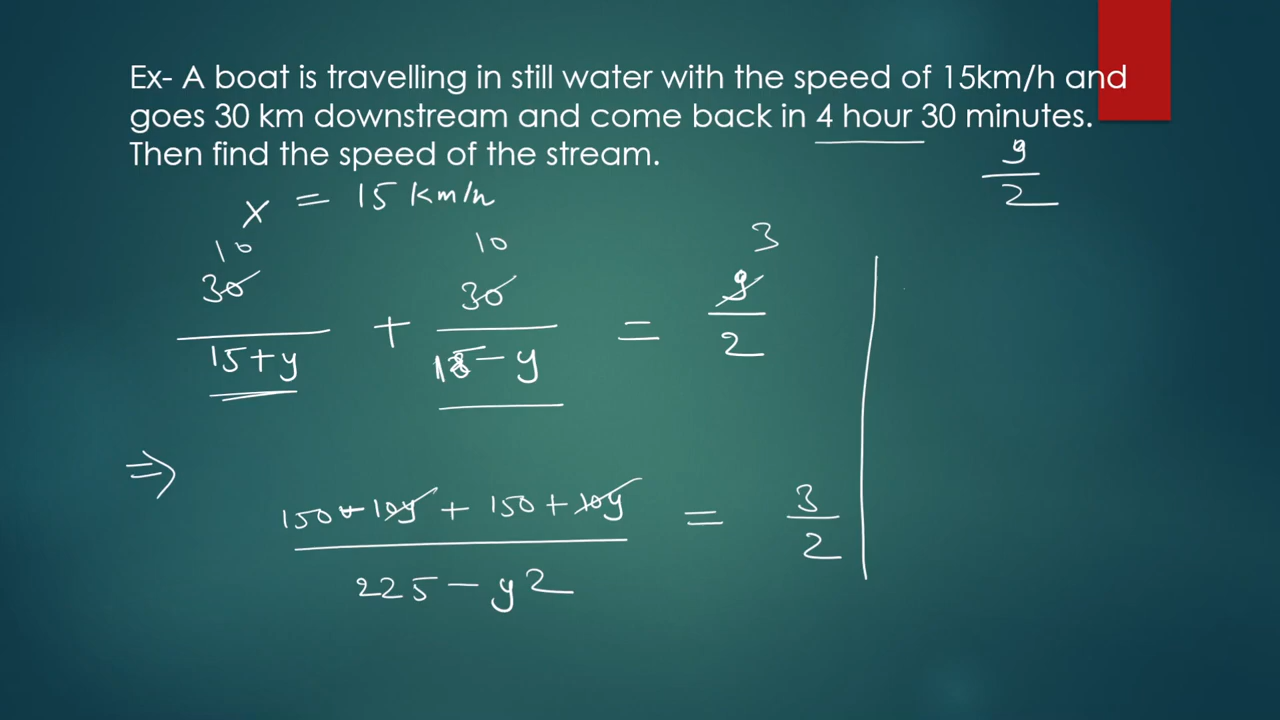 Ex- A boat is travelling in still water with the speed of 15km/h and
goes 30 km downstream and come back in 4 hour 30 minutes.
Then find the speed of the stream.
9
2
x = 15 km/h
10 10 3
30 + 30 = 9
15+y 15-y 2
⇒ 150-10y + 150+10y = 3
225-y2 2